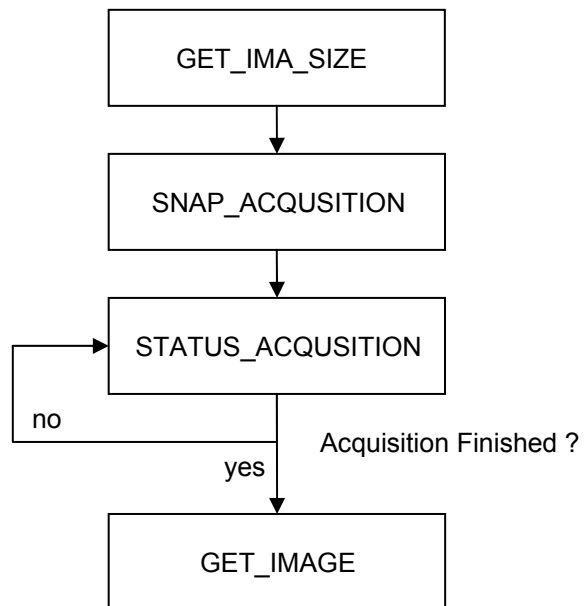 GET_IMA_SIZE
SNAP_ACQUSITION
STATUS_ACQUSITION
no
Acquisition Finished ?
yes
GET_IMAGE